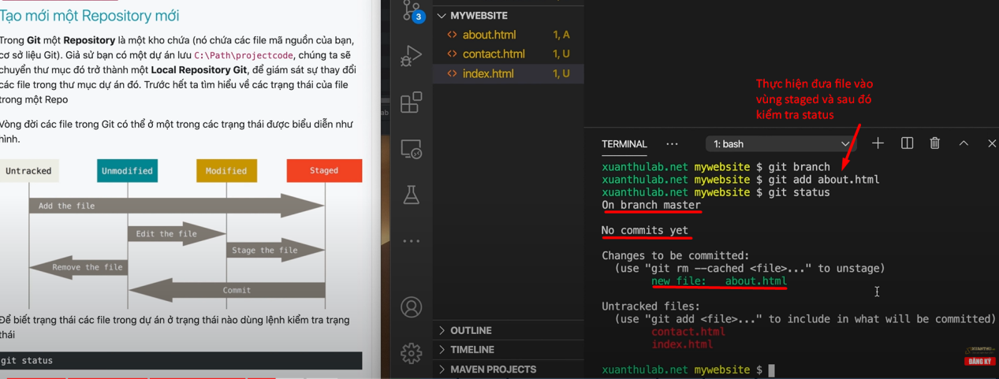 Tạo mới một Repository mới
Trong Git một Repository là một kho chứa (nó chứa các file mã nguồn của bạn,
cơ sở liệu Git). Giả sử bạn có một dự án lưu C:\Path\projectcode, chúng ta sẽ
chuyển thư mục đó trở thành một Local Repository Git, để giám sát sự thay đổi
các file trong thư mục dự án đó. Trước hết ta tìm hiểu về các trạng thái của file
trong một Repo
Vòng đời các file trong Git có thể ở một trong các trạng thái được biểu diễn như
hình.
Untracked
Unmodified
Modified
Staged
Add the file
Edit the file
Stage the file
Remove the file
Commit
Để biết trạng thái các file trong dự án ở trạng thái nào dùng lệnh kiểm tra trạng
thái
git status
ab
3
MYWEBSITE
<> about.html 1, A
<> contact.html 1, U
<> index.html 1, U
OUTLINE
TIMELINE
MAVEN PROJECTS
Thực hiện đưa file vào
vùng staged và sau đó
kiểm tra status
TERMINAL ... 1: bash
xuanthulab.net mywebsite $ git branch
xuanthulab.net mywebsite $ git add about.html
xuanthulab.net mywebsite $ git status
On branch master
No commits yet
Changes to be committed:
(use "git rm --cached <file>..." to unstage)
new file: about.html
Untracked files:
(use "git add <file>..." to include in what will be committed)
contact.html
index.html
xuanthulab.net mywebsite $
ĐĂNG KÝ